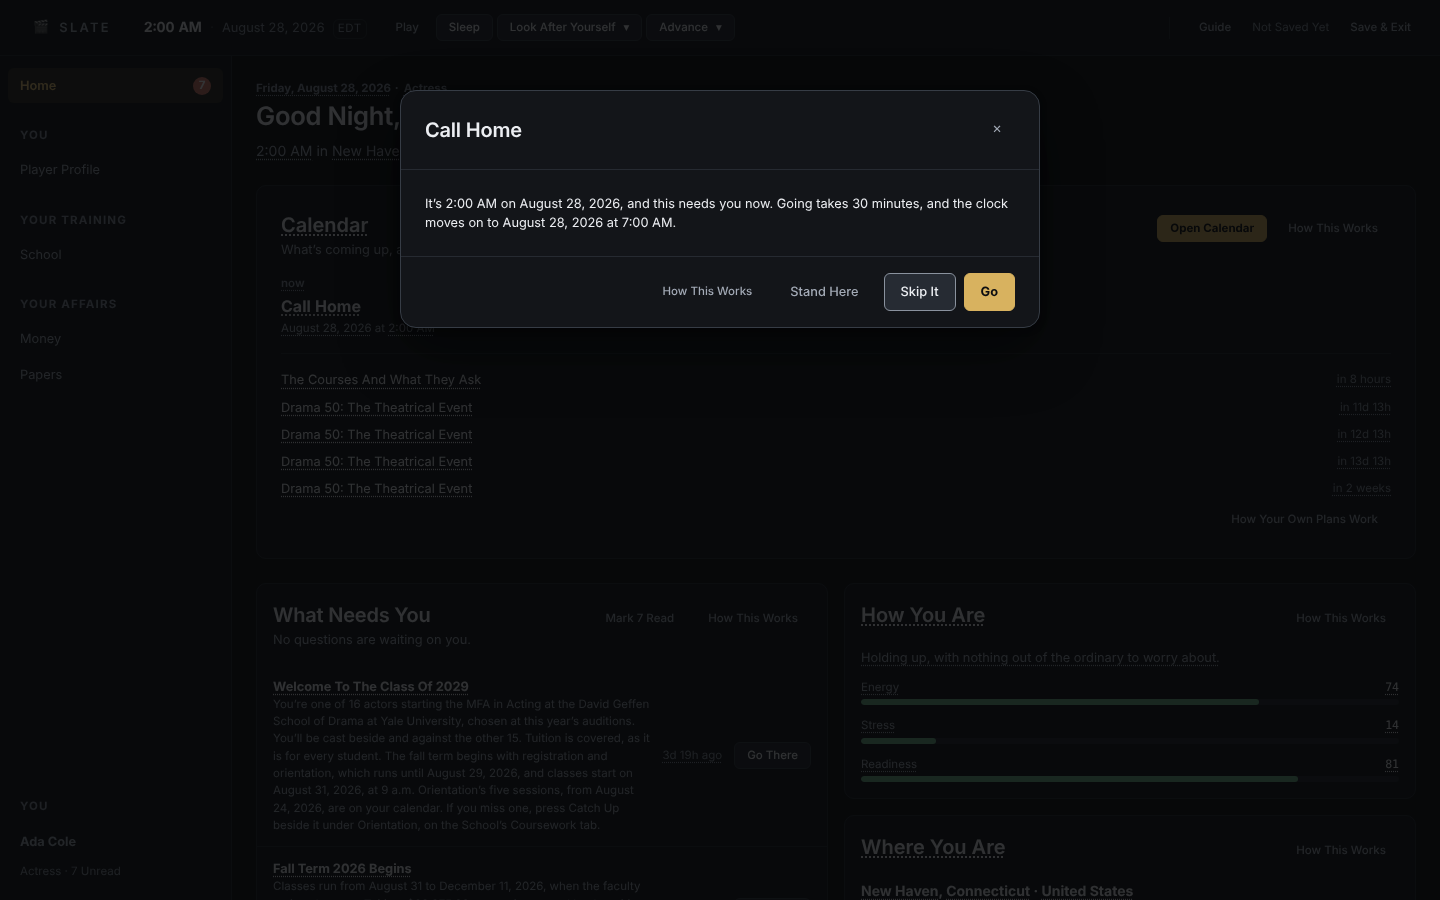 SLATE
2:00 AM
August 28, 2026 EDT
Play
Sleep
Look After Yourself
Advance
Guide
Not Saved Yet
Save & Exit
Home
7
YOU
Player Profile
YOUR TRAINING
School
YOUR AFFAIRS
Money
Papers
YOU
Ada Cole
Actress · 7 Unread
Friday, August 28, 2026 · Actress
Good Night,
2:00 AM in New Have
Call Home
×
It's 2:00 AM on August 28, 2026, and this needs you now. Going takes 30 minutes, and the clock
moves on to August 28, 2026 at 7:00 AM.
How This Works
Stand Here
Skip It
Go
Calendar
What's coming up,
Open Calendar
How This Works
now
Call Home
August 28, 2026 at 2:00 AM
The Courses And What They Ask
in 8 hours
Drama 50: The Theatrical Event
in 11d 13h
Drama 50: The Theatrical Event
in 12d 13h
Drama 50: The Theatrical Event
in 13d 13h
Drama 50: The Theatrical Event
in 2 weeks
How Your Own Plans Work
What Needs You
Mark 7 Read
How This Works
No questions are waiting on you.
Welcome To The Class Of 2029
You're one of 16 actors starting the MFA in Acting at the David Geffen
School of Drama at Yale University, chosen at this year's auditions.
You'll be cast beside and against the other 15. Tuition is covered, as it
is for every student. The fall term begins with registration and
orientation, which runs until August 29, 2026, and classes start on
August 31, 2026, at 9 a.m. Orientation's five sessions, from August
24, 2026, are on your calendar. If you miss one, press Catch Up
beside it under Orientation, on the School's Coursework tab.
3d 19h ago
Go There
Fall Term 2026 Begins
Classes run from August 31 to December 11, 2026, when the faculty
How You Are
How This Works
Holding up, with nothing out of the ordinary to worry about.
Energy
74
Stress
14
Readiness
81
Where You Are
How This Works
New Haven, Connecticut · United States